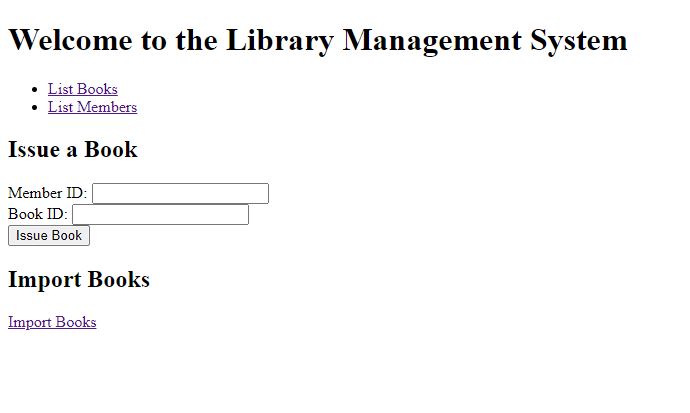 Welcome to the Library Management System
List Books
List Members
Issue a Book
Member ID:
Book ID:
Issue Book
Import Books
Import Books